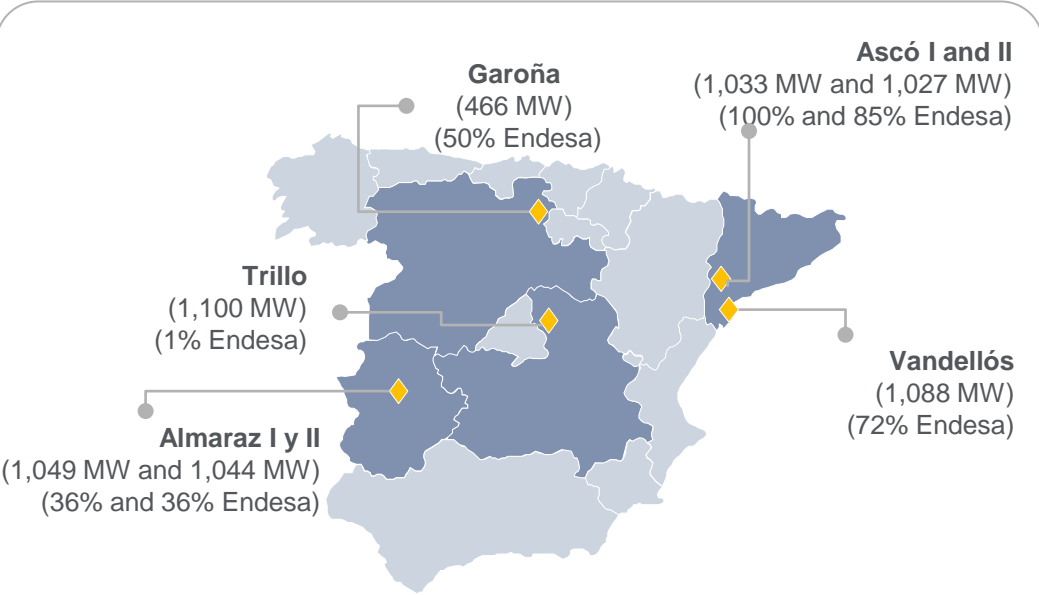 Garoña
(466 MW)
(50% Endesa)
Ascó I and II
(1,033 MW and 1,027 MW)
(100% and 85% Endesa)
Trillo
(1,100 MW)
(1% Endesa)
Vandellós
(1,088 MW)
(72% Endesa)
Almaraz I y II
(1,049 MW and 1,044 MW)
(36% and 36% Endesa)